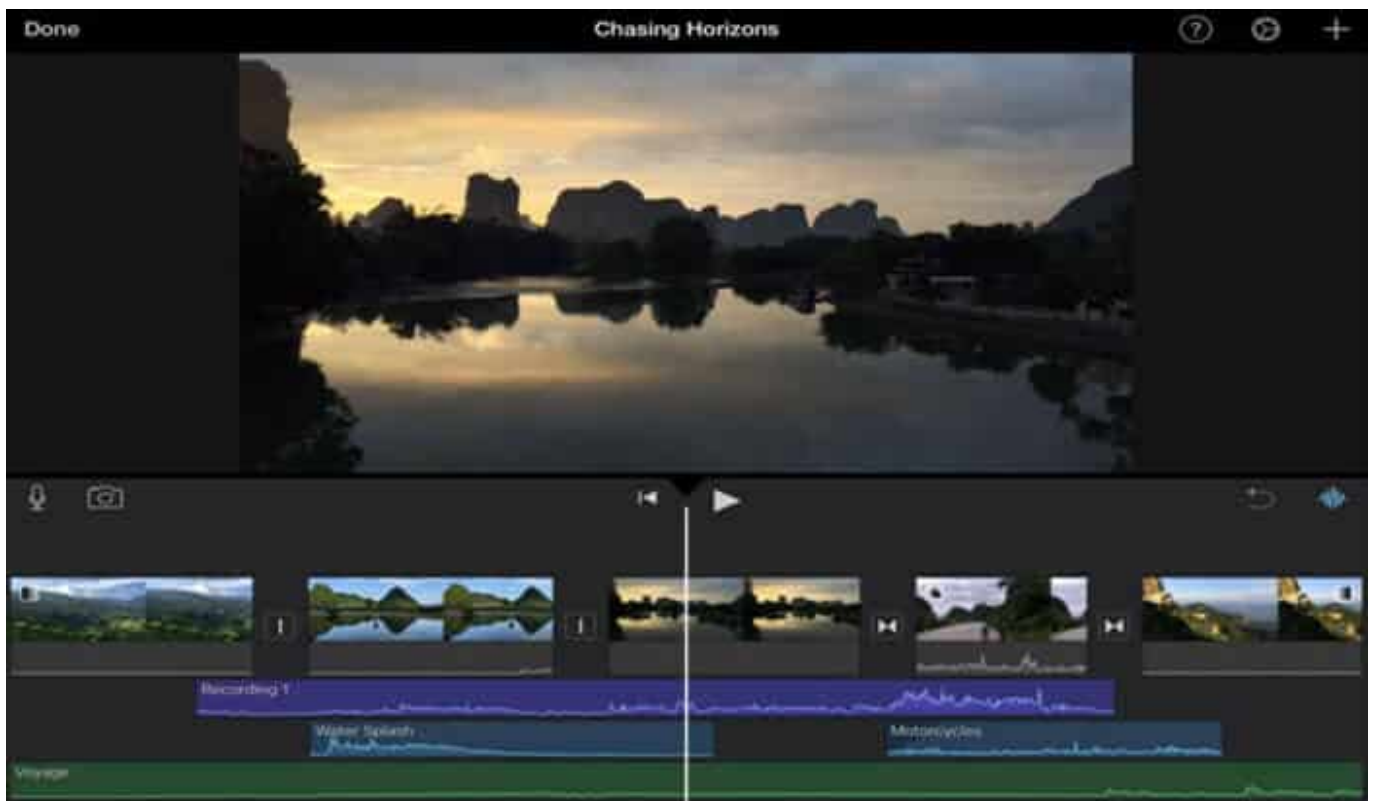 Done
Chasing Horizons
?
Recording 1
Water Splash
Motorcycles
Voyage